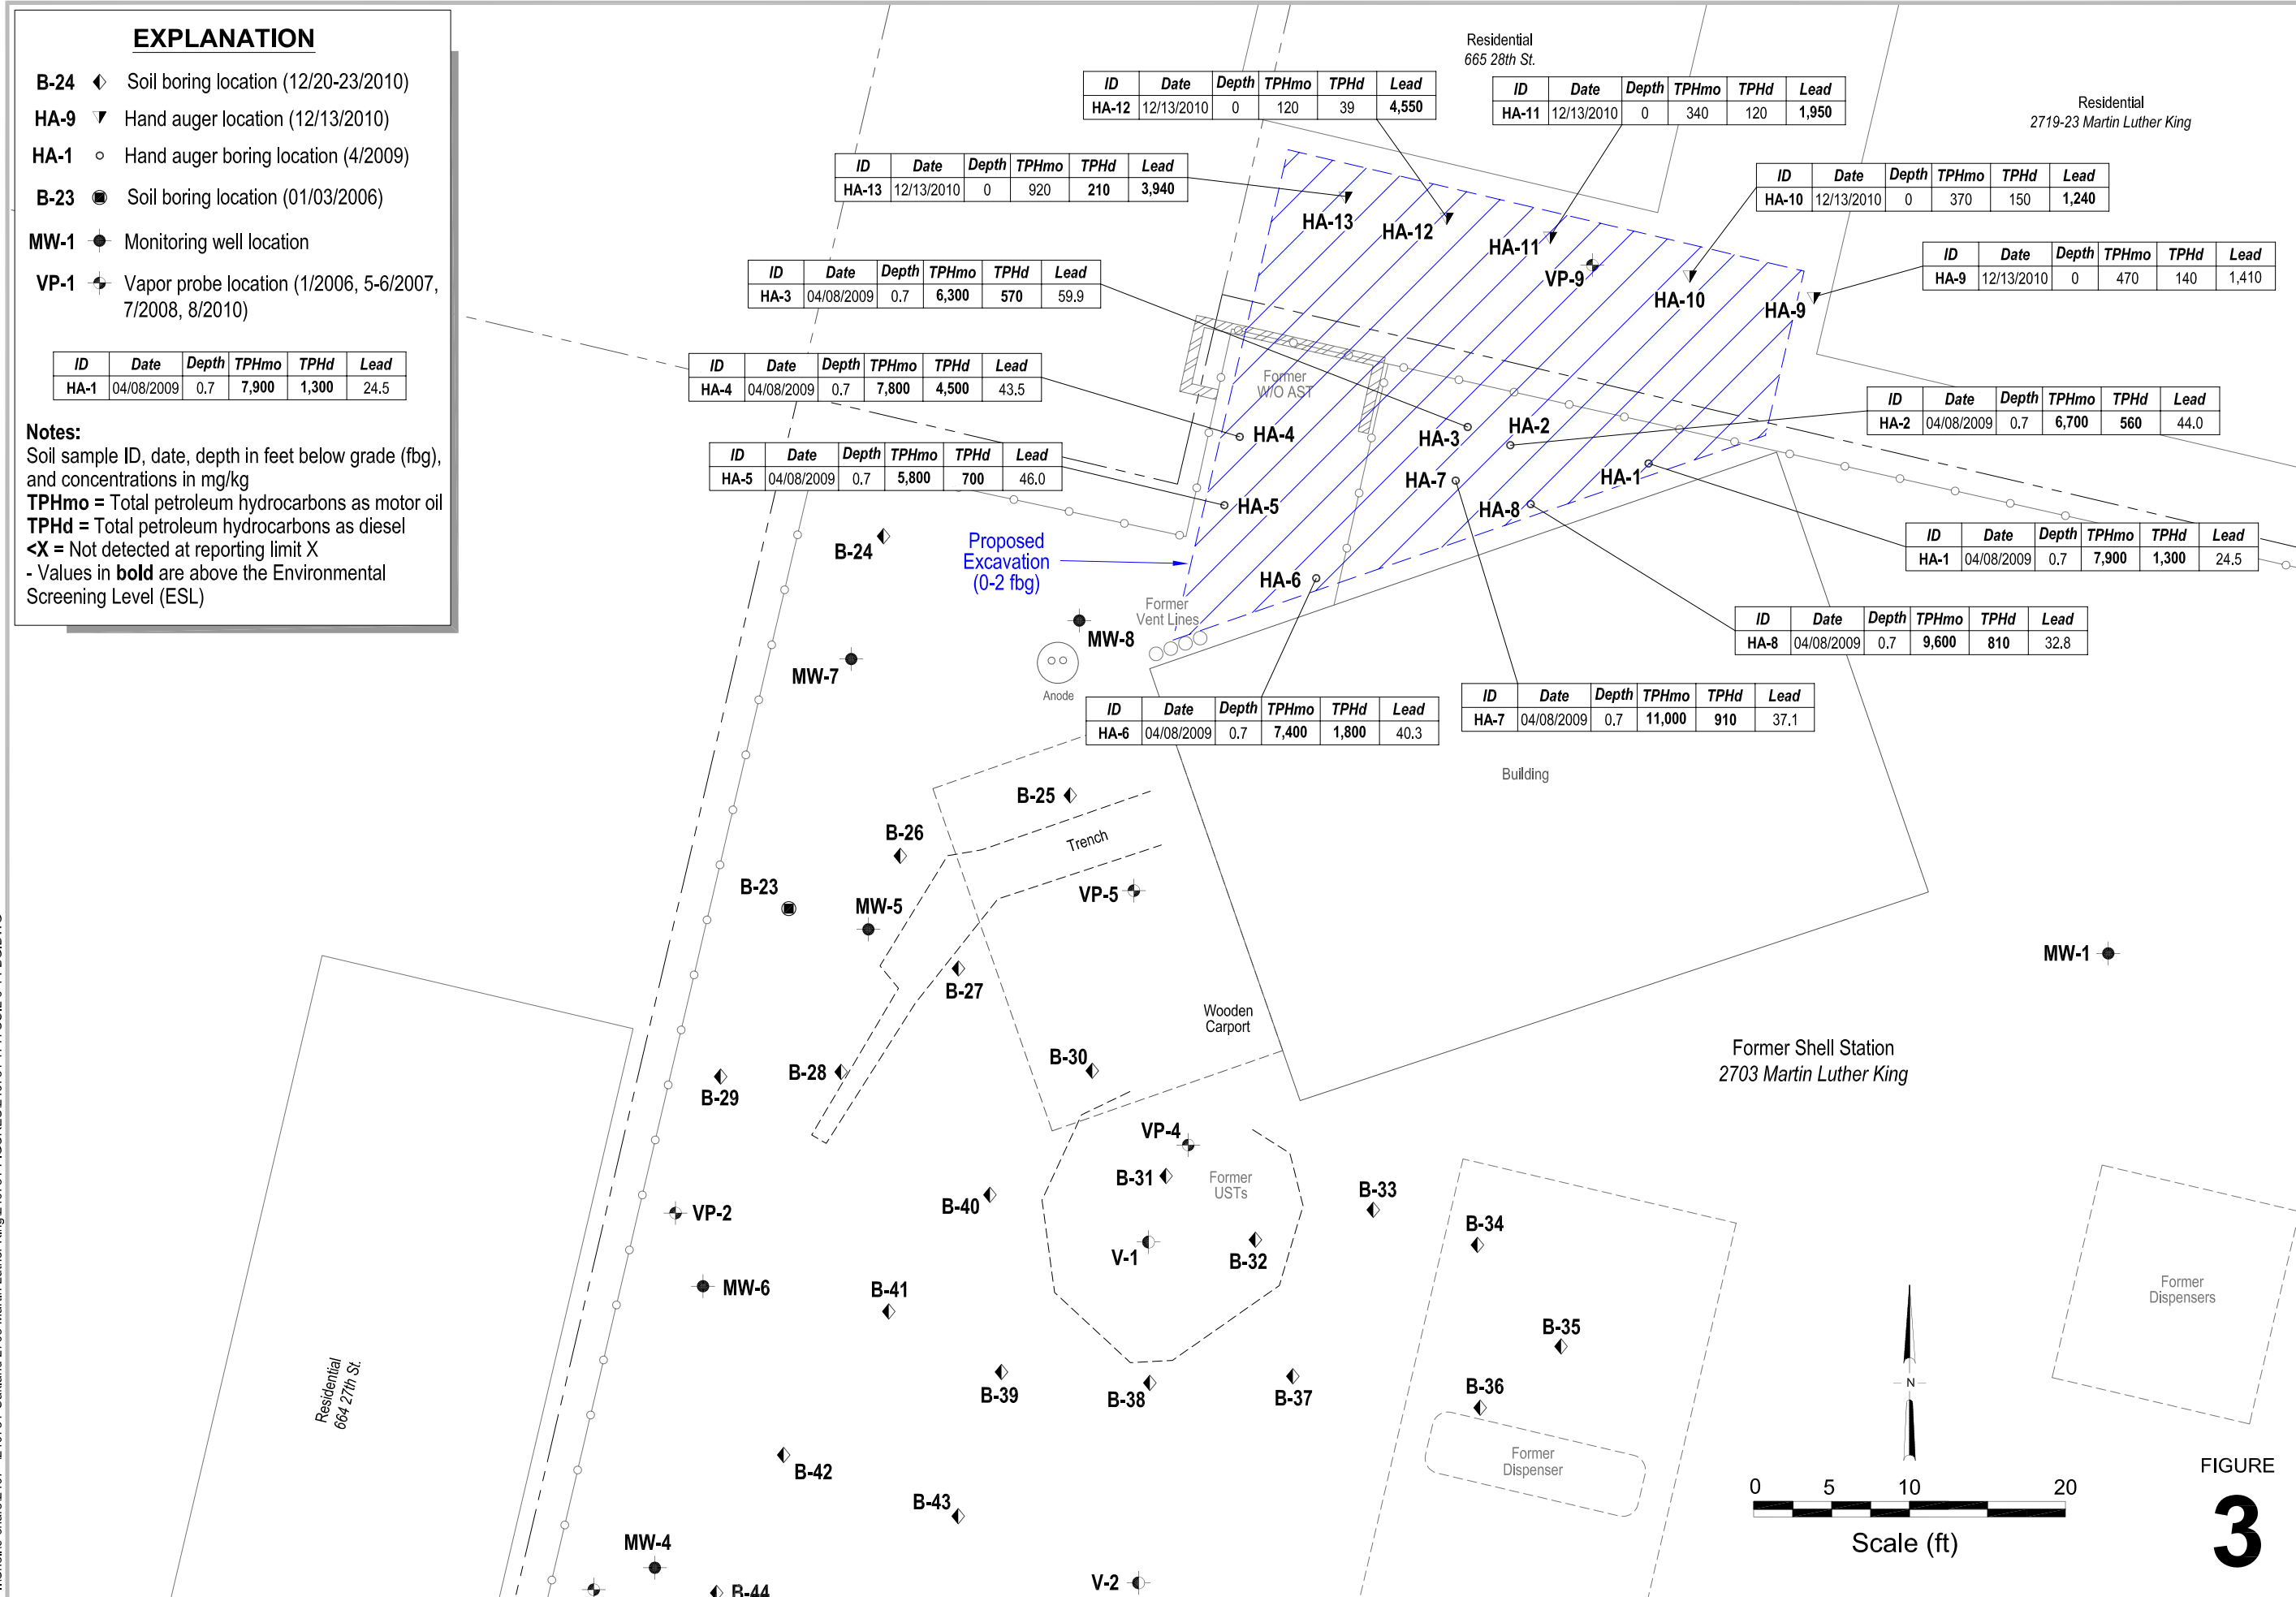 EXPLANATION
B-24 Soil boring location (12/20-23/2010)
HA-9 Hand auger location (12/13/2010)
HA-1 Hand auger boring location (4/2009)
B-23 Soil boring location (01/03/2006)
MW-1 Monitoring well location
VP-1 Vapor probe location (1/2006, 5-6/2007,
7/2008, 8/2010)
ID Date Depth TPHmo TPHd Lead
HA-1 04/08/2009 0.7 7,900 1,300 24.5
Notes:
Soil sample ID, date, depth in feet below grade (fbg),
and concentrations in mg/kg
TPHmo = Total petroleum hydrocarbons as motor oil
TPHd = Total petroleum hydrocarbons as diesel
<X = Not detected at reporting limit X
- Values in bold are above the Environmental
Screening Level (ESL)
Residential
665 28th St.
Residential
2719-23 Martin Luther King
ID Date Depth TPHmo TPHd Lead
HA-12 12/13/2010 0 120 39 4,550
ID Date Depth TPHmo TPHd Lead
HA-11 12/13/2010 0 340 120 1,950
ID Date Depth TPHmo TPHd Lead
HA-13 12/13/2010 0 920 210 3,940
ID Date Depth TPHmo TPHd Lead
HA-10 12/13/2010 0 370 150 1,240
ID Date Depth TPHmo TPHd Lead
HA-9 12/13/2010 0 470 140 1,410
ID Date Depth TPHmo TPHd Lead
HA-3 04/08/2009 0.7 6,300 570 59.9
ID Date Depth TPHmo TPHd Lead
HA-4 04/08/2009 0.7 7,800 4,500 43.5
ID Date Depth TPHmo TPHd Lead
HA-2 04/08/2009 0.7 6,700 560 44.0
ID Date Depth TPHmo TPHd Lead
HA-5 04/08/2009 0.7 5,800 700 46.0
ID Date Depth TPHmo TPHd Lead
HA-1 04/08/2009 0.7 7,900 1,300 24.5
ID Date Depth TPHmo TPHd Lead
HA-8 04/08/2009 0.7 9,600 810 32.8
ID Date Depth TPHmo TPHd Lead
HA-6 04/08/2009 0.7 7,400 1,800 40.3
ID Date Depth TPHmo TPHd Lead
HA-7 04/08/2009 0.7 11,000 910 37.1
HA-13
HA-12
HA-11
VP-9
HA-10
HA-9
Former
W/O AST
HA-4
HA-3
HA-2
HA-7
HA-1
HA-5
HA-8
HA-6
Proposed
Excavation
(0-2 fbg)
B-24
Former
Vent Lines
MW-8
MW-7
Anode
Building
B-25
B-26
Trench
B-23
VP-5
MW-5
MW-1
B-27
Wooden
Carport
B-30
B-28
B-29
Former Shell Station
2703 Martin Luther King
VP-4
B-31
Former
USTs
B-33
B-40
VP-2
B-34
V-1
B-32
MW-6
B-41
Former
Dispensers
B-35
B-39
B-38
B-37
B-36
Residential
664 27th St.
N
B-42
Former
Dispenser
B-43
MW-4
B-44
V-2
0 5 10 20
Scale (ft)
FIGURE
3